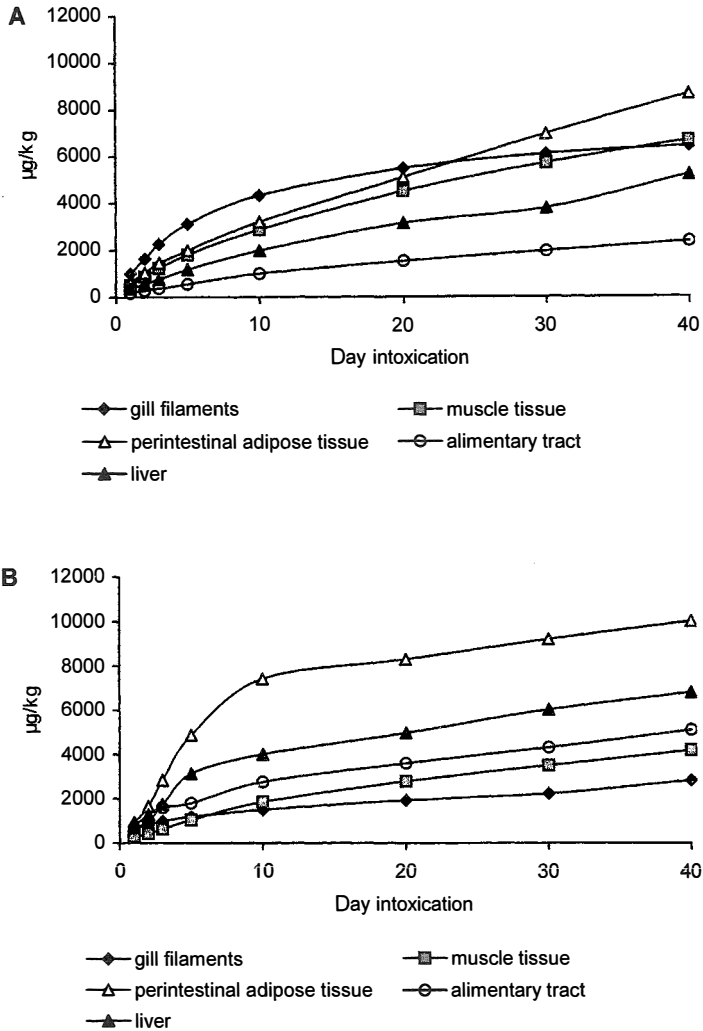 A
12000
10000
8000
6000
4000
2000
0
µg/kg
0 10 20 30 40
Day intoxication
gill filaments muscle tissue
perintestinal adipose tissue alimentary tract
liver
B
12000
10000
8000
6000
4000
2000
0
µg/kg
0 10 20 30 40
Day intoxication
gill filaments muscle tissue
perintestinal adipose tissue alimentary tract
liver